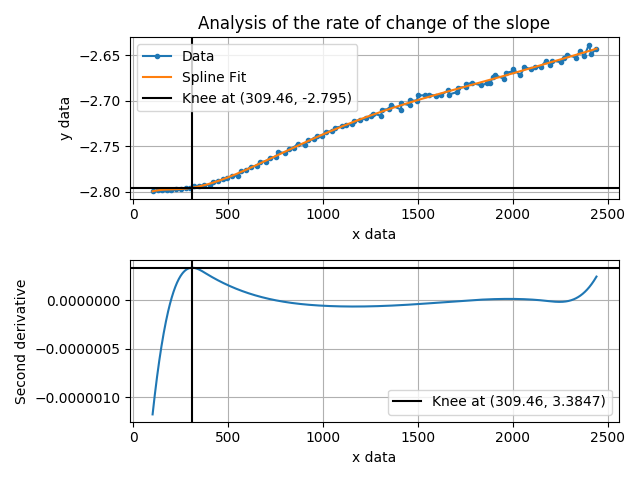 Analysis of the rate of change of the slope
Data
Spline Fit
Knee at (309.46, -2.795)
y data
−2.65
−2.70
−2.75
−2.80
0 500 1000 1500 2000 2500
x data
Second derivative
0.0000000
−0.0000005
−0.0000010
Knee at (309.46, 3.3847)
0 500 1000 1500 2000 2500
x data